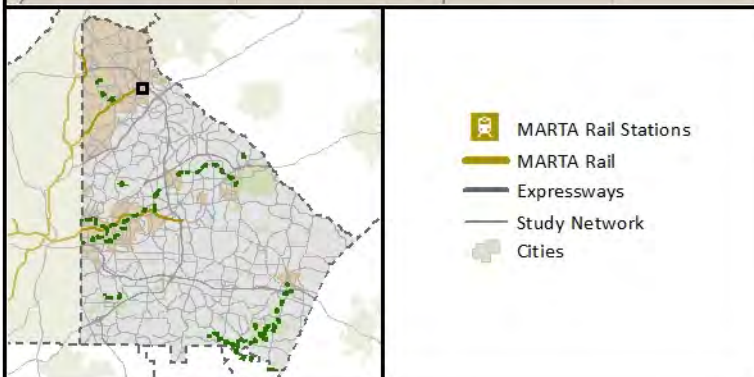 MARTA Rail Stations
MARTA Rail
Expressways
Study Network
Cities